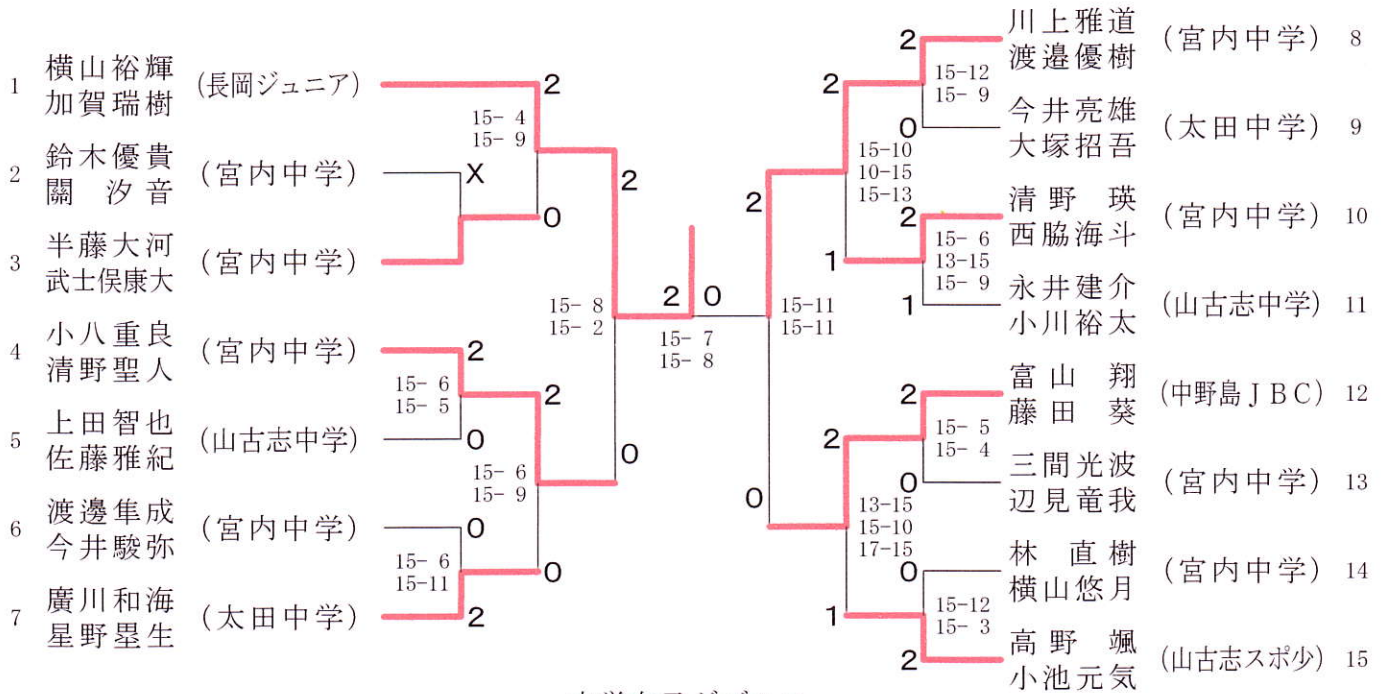 1 横山裕輝 (長岡ジュニア)
加賀瑞樹
2 鈴木優貴 (宮内中学)
關 汐音
3 半藤大河 (宮内中学)
武士俣康大
4 小八重良 (宮内中学)
清野聖人
5 上田智也 (山古志中学)
佐藤雅紀
6 渡邊隼成 (宮内中学)
今井駿弥
7 廣川和海 (太田中学)
星野塁生
2
15- 4
15- 9
X
0
2
2
15- 6
15- 5
0
2
15- 6
15- 9
0
15- 6
15-11
2
0
15- 8
15- 2
0
2 0
15- 7
15- 8
2
15-11
15-11
0
2
15-10
10-15
15-13
1
2
13-15
15-10
17-15
1
2
15-12
15- 9
0
2
15- 6
13-15
15- 9
1
2
15- 5
15- 4
0
0
15-12
15- 3
2
川上雅道 (宮内中学) 8
渡邉優樹
今井亮雄 (太田中学) 9
大塚招吾
清野 瑛 (宮内中学) 10
西脇海斗
永井建介 (山古志中学) 11
小川裕太
富山 翔 (中野島JBC) 12
藤田 葵
三間光波 (宮内中学) 13
辺見竜我
林 直樹 (宮内中学) 14
横山悠月
高野 颯 (山古志スポ少) 15
小池元気